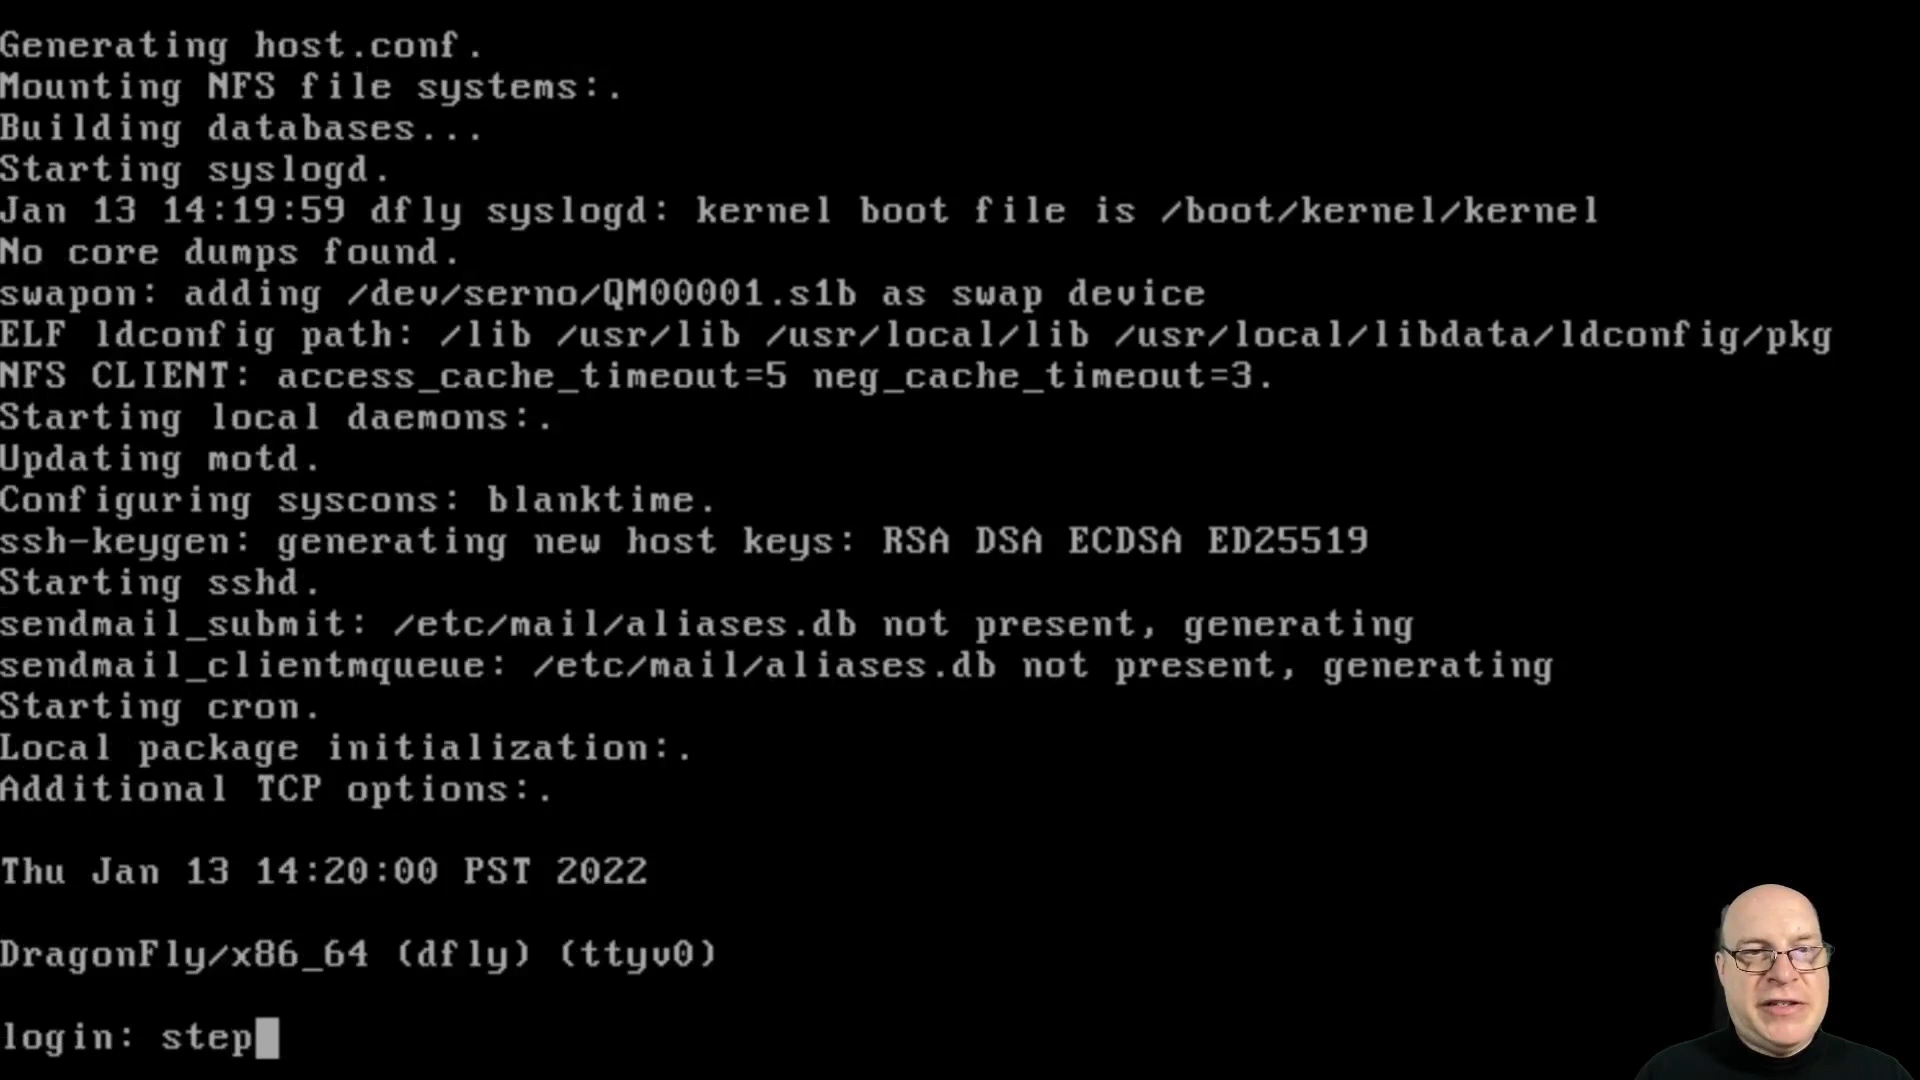 Generating host.conf.
Mounting NFS file systems:.
Building databases...
Starting syslogd.
Jan 13 14:19:59 dfly syslogd: kernel boot file is /boot/kernel/kernel
No core dumps found.
swapon: adding /dev/serno/QM00001.s1b as swap device
ELF ldconfig path: /lib /usr/lib /usr/local/lib /usr/local/libdata/ldconfig/pkg
NFS CLIENT: access_cache_timeout=5 neg_cache_timeout=3.
Starting local daemons:.
Updating motd.
Configuring syscons: blanktime.
ssh-keygen: generating new host keys: RSA DSA ECDSA ED25519
Starting sshd.
sendmail_submit: /etc/mail/aliases.db not present, generating
sendmail_clientmqueue: /etc/mail/aliases.db not present, generating
Starting cron.
Local package initialization:.
Additional TCP options:.
Thu Jan 13 14:20:00 PST 2022
DragonFly/x86_64 (dfly) (ttyv0)
login: step